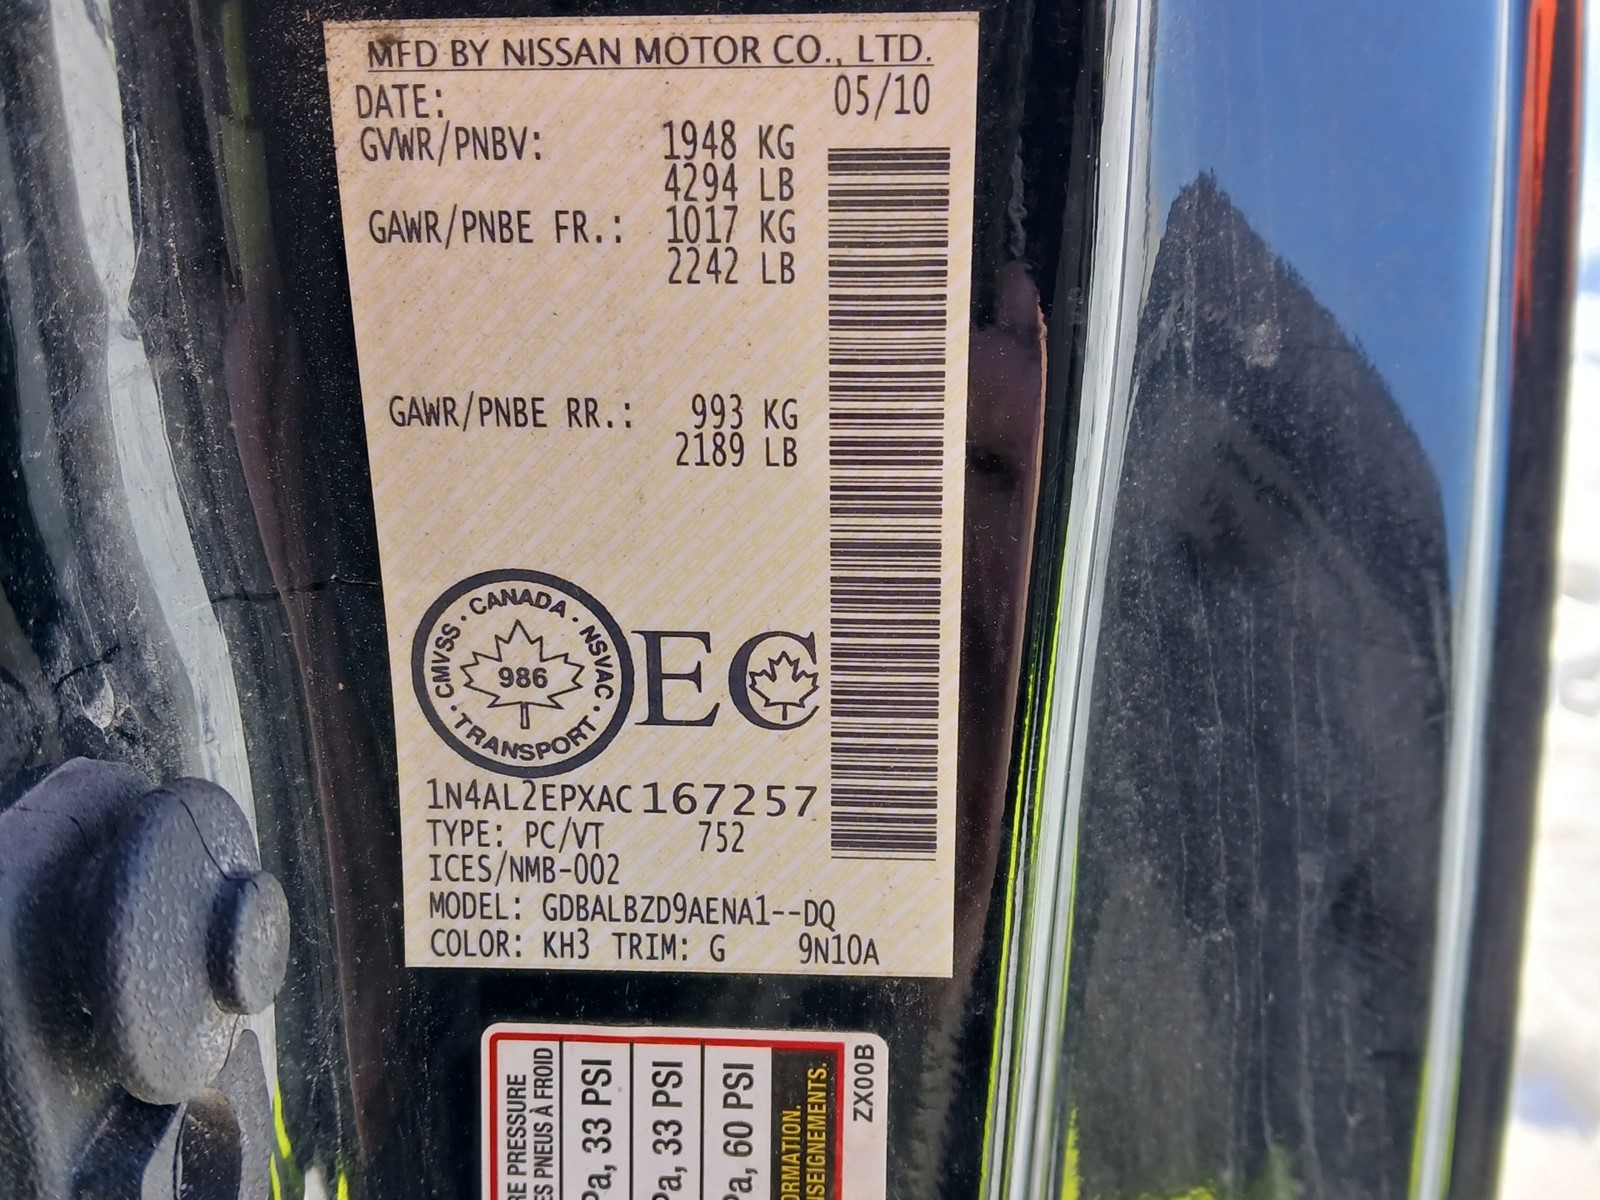 MFD BY NISSAN MOTOR CO., LTD.
DATE: 05/10
GVWR/PNBV: 1948 KG
4294 LB
GAWR/PNBE FR.: 1017 KG
2242 LB
GAWR/PNBE RR.: 993 KG
2189 LB
CMVSS · CANADA · NSVAC · TRANSPORT ·
986
EC
1N4AL2EPXAC167257
TYPE: PC/VT 752
ICES/NMB-002
MODEL: GDBALBZD9AENA1--DQ
COLOR: KH3 TRIM: G 9N10A
RE PRESSURE
ES PNEUS À FROID
Pa, 33 PSI
Pa, 33 PSI
Pa, 60 PSI
ORMATION.
NSEIGNEMENTS.
ZX00B